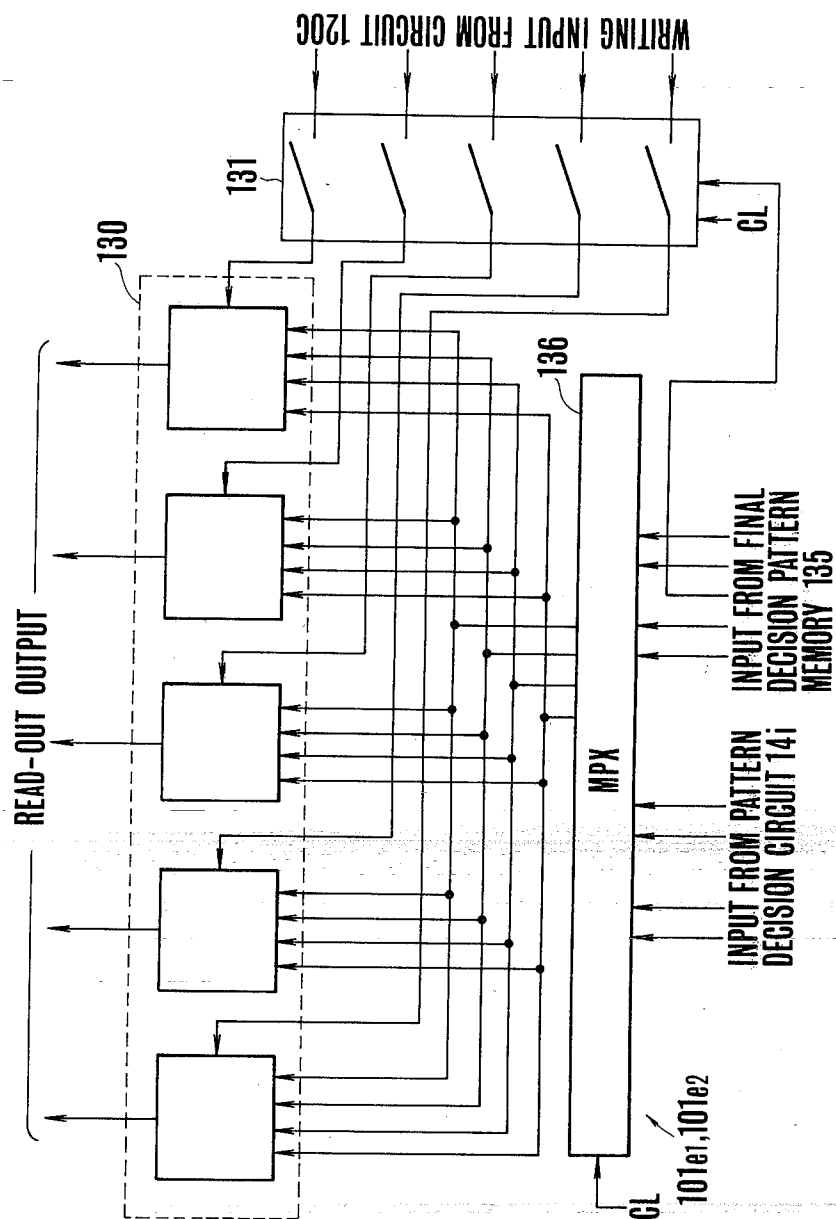 READ-OUT OUTPUT
130
131
WRITING INPUT FROM CIRCUIT 120C
CL
136
MPX
CL
INPUT FROM PATTERN
DECISION CIRCUIT 14i
INPUT FROM FINAL
DECISION PATTERN
MEMORY 135
101e1,101e2